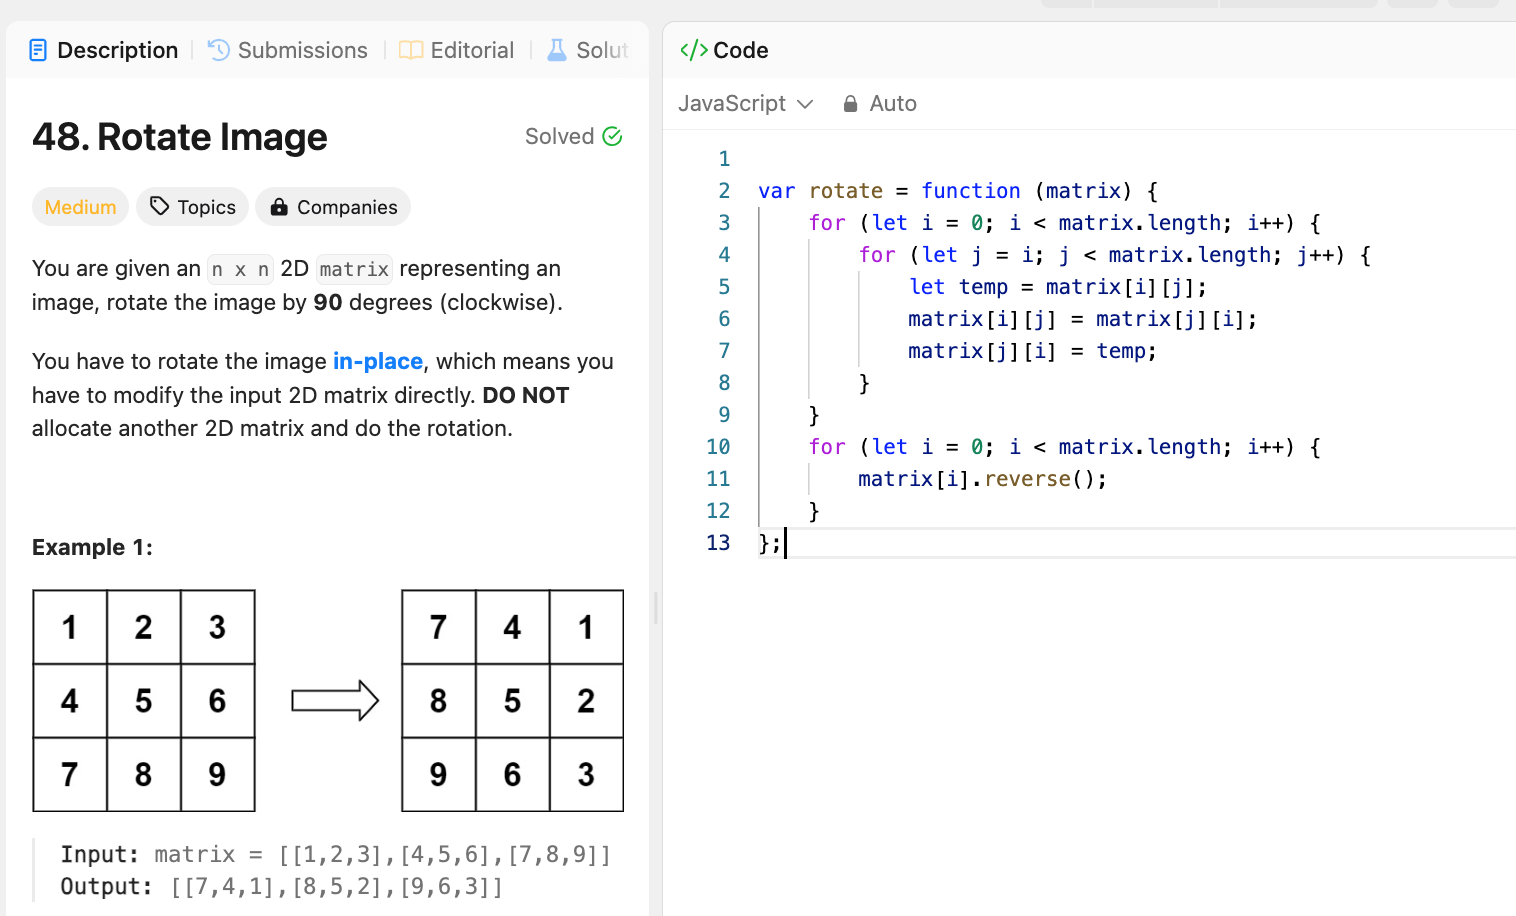 Description
Submissions
Editorial
Solut
48. Rotate Image
Solved
Medium
Topics
Companies
You are given an n x n 2D matrix representing an
image, rotate the image by 90 degrees (clockwise).
You have to rotate the image in-place, which means you
have to modify the input 2D matrix directly. DO NOT
allocate another 2D matrix and do the rotation.
Example 1:
1 2 3
4 5 6
7 8 9
7 4 1
8 5 2
9 6 3
Input: matrix = [[1,2,3],[4,5,6],[7,8,9]]
Output: [[7,4,1],[8,5,2],[9,6,3]]
</> Code
JavaScript
Auto
1
2 var rotate = function (matrix) {
3 for (let i = 0; i < matrix.length; i++) {
4 for (let j = i; j < matrix.length; j++) {
5 let temp = matrix[i][j];
6 matrix[i][j] = matrix[j][i];
7 matrix[j][i] = temp;
8 }
9 }
10 for (let i = 0; i < matrix.length; i++) {
11 matrix[i].reverse();
12 }
13 };